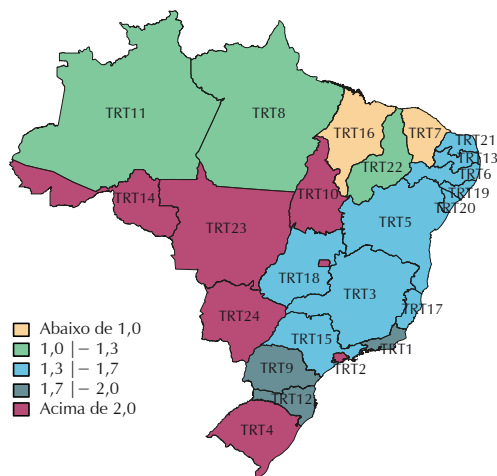 TRT11
TRT8
TRT16
TRT7
TRT21
TRT13
TRT6
TRT22
TRT19
TRT20
TRT14
TRT10
TRT23
TRT5
TRT18
TRT3
TRT24
TRT17
TRT15
TRT1
TRT2
TRT9
TRT12
TRT4
Abaixo de 1,0
1,0 |− 1,3
1,3 |− 1,7
1,7 |− 2,0
Acima de 2,0